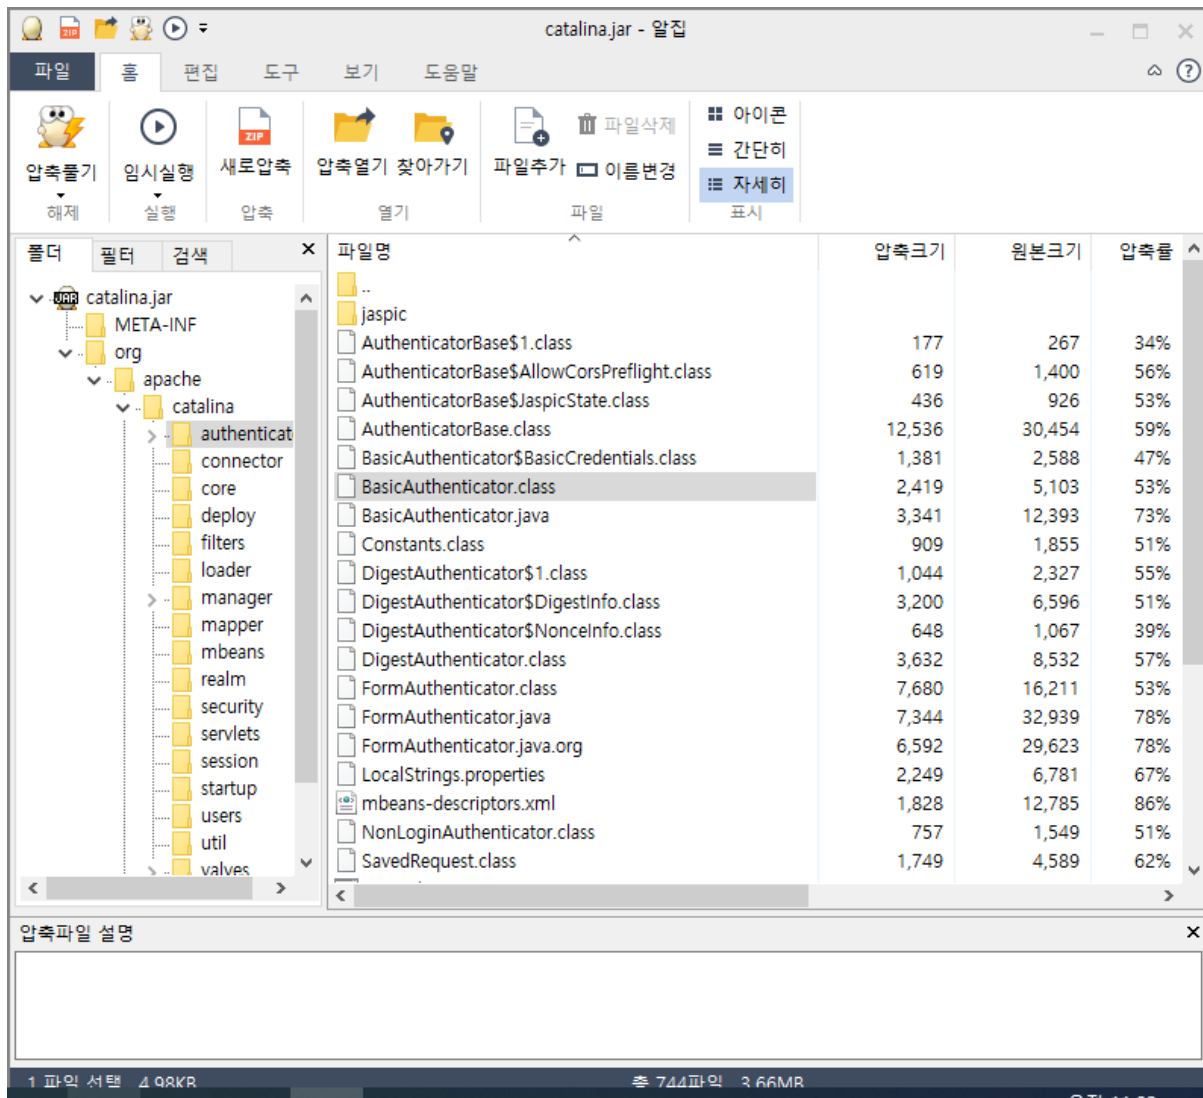 ZIP
catalina.jar - 알집
파일 홈 편집 도구 보기 도움말
압축풀기 임시실행 새로압축 압축열기 찾아가기 파일추가 파일삭제 이름변경 아이콘 간단히 자세히
ZIP
해제 실행 압축 열기 파일 표시
폴더 필터 검색
JAR catalina.jar
META-INF
org
apache
catalina
authenticat
connector
core
deploy
filters
loader
manager
mapper
mbeans
realm
security
servlets
session
startup
users
util
valves
파일명 압축크기 원본크기 압축률
..
jaspic
AuthenticatorBase$1.class 177 267 34%
AuthenticatorBase$AllowCorsPreflight.class 619 1,400 56%
AuthenticatorBase$JaspicState.class 436 926 53%
AuthenticatorBase.class 12,536 30,454 59%
BasicAuthenticator$BasicCredentials.class 1,381 2,588 47%
BasicAuthenticator.class 2,419 5,103 53%
BasicAuthenticator.java 3,341 12,393 73%
Constants.class 909 1,855 51%
DigestAuthenticator$1.class 1,044 2,327 55%
DigestAuthenticator$DigestInfo.class 3,200 6,596 51%
DigestAuthenticator$NonceInfo.class 648 1,067 39%
DigestAuthenticator.class 3,632 8,532 57%
FormAuthenticator.class 7,680 16,211 53%
FormAuthenticator.java 7,344 32,939 78%
FormAuthenticator.java.org 6,592 29,623 78%
LocalStrings.properties 2,249 6,781 67%
mbeans-descriptors.xml 1,828 12,785 86%
NonLoginAuthenticator.class 757 1,549 51%
SavedRequest.class 1,749 4,589 62%
압축파일 설명
1 파일 선택 4.98KB 총 744파일 3.66MB